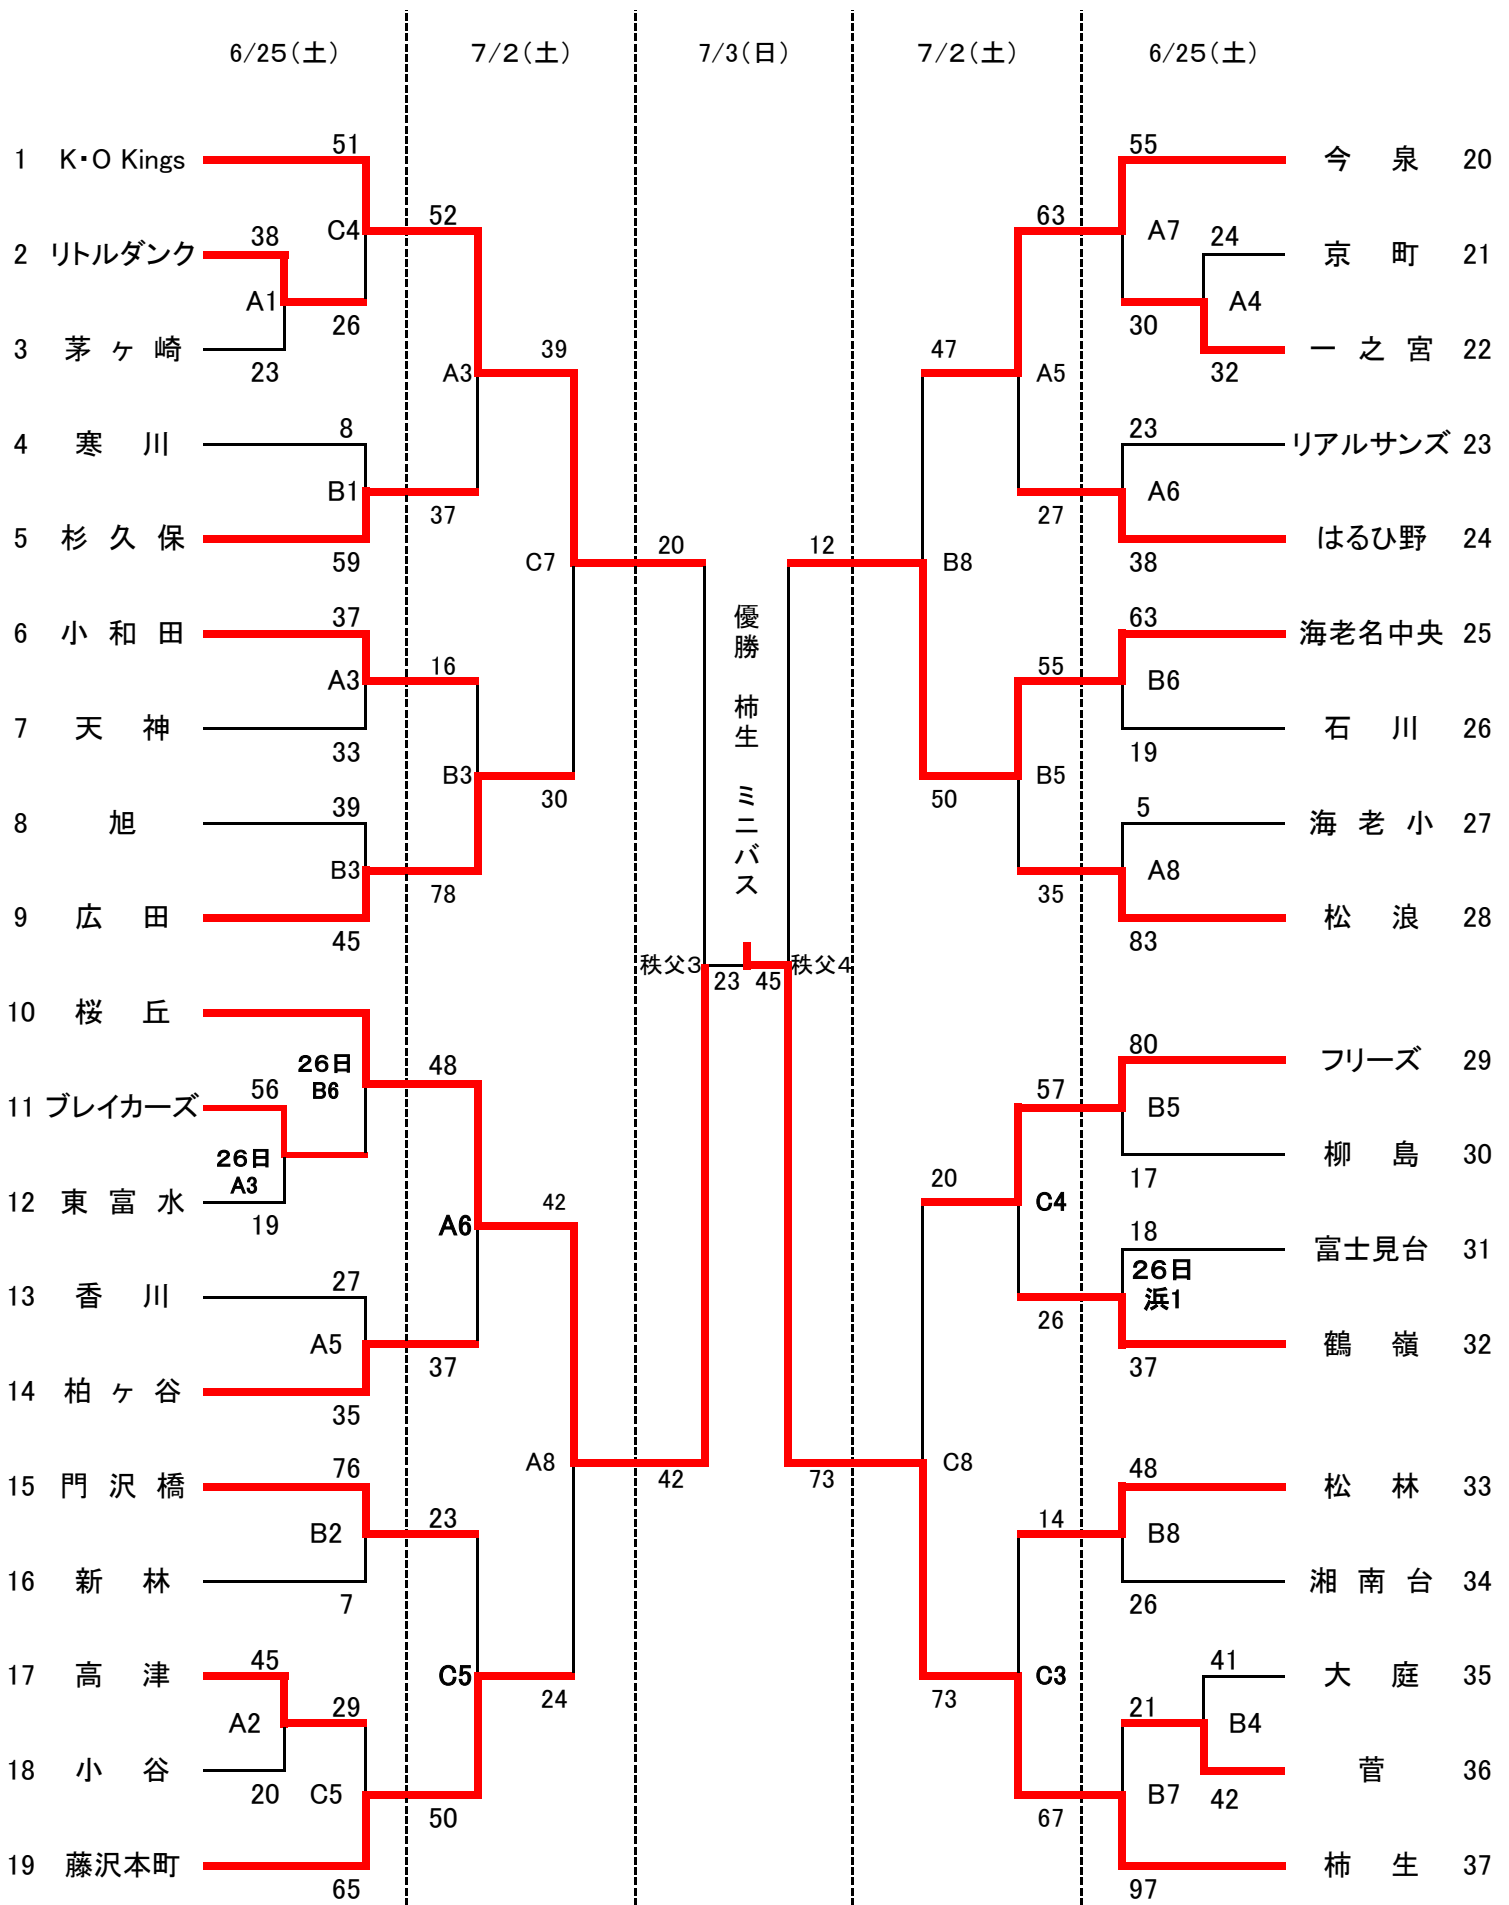 6/25(土) 7/2(土) 7/3(日) 7/2(土) 6/25(土)
51 55
1 K・O Kings 今泉 20
52 63
C4 A7
38 24
2 リトルダンク 京町 21
A1 A4
26 30
39 47
3 茅ヶ崎 一之宮 22
23 A3 A5 32
8 23
4 寒川 リアルサンズ 23
B1 A6
37 27
5 杉久保 はるひ野 24
20 12
59 C7 B8 38
37 63
6 小和田 海老名中央 25
16 55
A3 B6
7 天神 石川 26
33 19
B3 B5
30 50
39 5
8 旭 海老小 27
B3 A8
78 35
9 広田 松浪 28
45 83
優勝 柿生 ミニバス
秩父3 秩父4
23 45
10 桜丘
80
26日 48 フリーズ 29
B6
56 57
11 ブレイカーズ B5
26日 柳島 30
A3 20 17
12 東富水 42 C4
19 A6 18
富士見台 31
27 26日
13 香川 浜1
26
A5 鶴嶺 32
37 37
14 柏ヶ谷
35
A8 C8
76 42 73 48
15 門沢橋 松林 33
23 14
B2 B8
16 新林 湘南台 34
7 26
45 41
17 高津 C5 C3 大庭 35
24 73
29 21
A2 B4
18 小谷 菅 36
20 C5 B7 42
50 67
19 藤沢本町 柿生 37
65 97